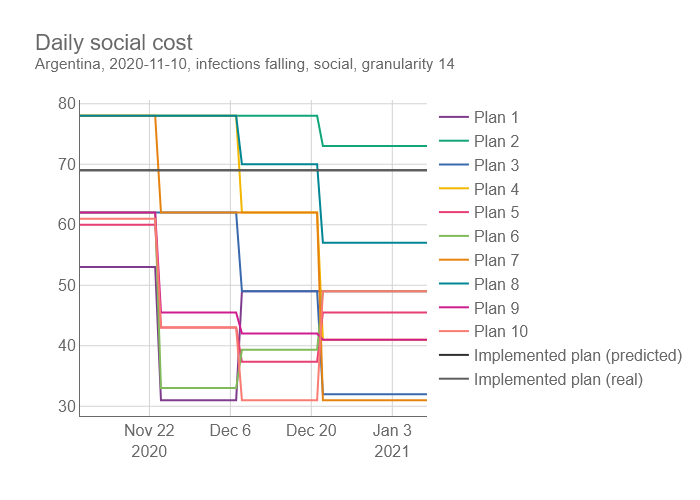 Daily social cost
Argentina, 2020-11-10, infections falling, social, granularity 14
80
70
60
50
40
30
Nov 22
2020
Dec 6
Dec 20
Jan 3
2021
Plan 1
Plan 2
Plan 3
Plan 4
Plan 5
Plan 6
Plan 7
Plan 8
Plan 9
Plan 10
Implemented plan (predicted)
Implemented plan (real)